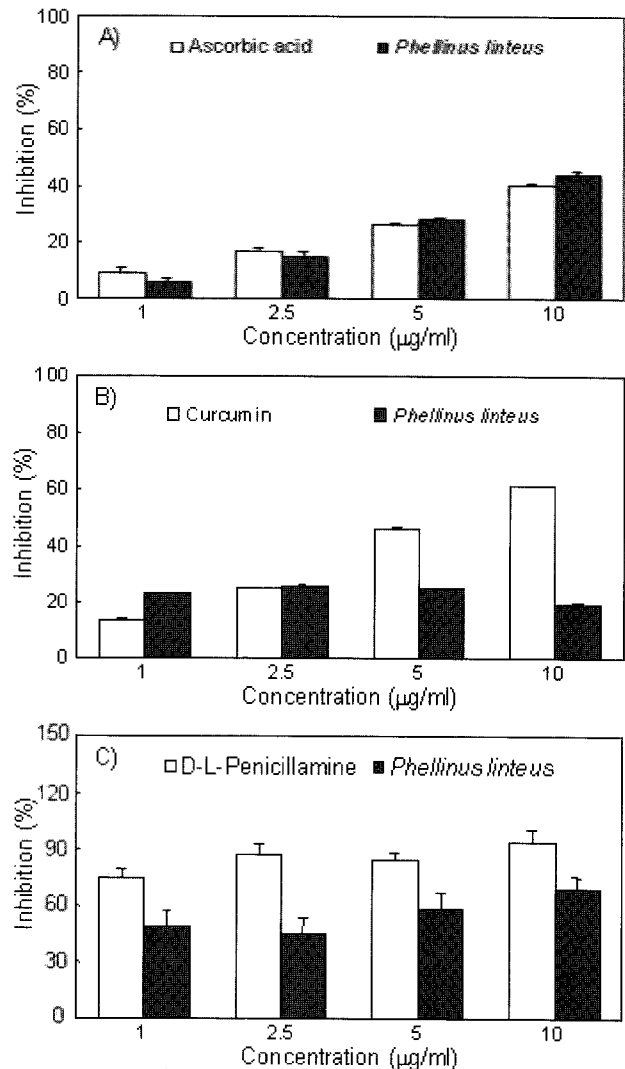 A)
Ascorbic acid Phellinus linteus
100
80
60
40
20
0
Inhibition (%)
1 2.5 5 10
Concentration (μg/ml)
B)
Curcumin Phellinus linteus
100
80
60
40
20
0
Inhibition (%)
1 2.5 5 10
Concentration (μg/ml)
C)
D-L-Penicillamine Phellinus linteus
150
120
90
60
30
0
Inhibition (%)
1 2.5 5 10
Concentration (μg/ml)